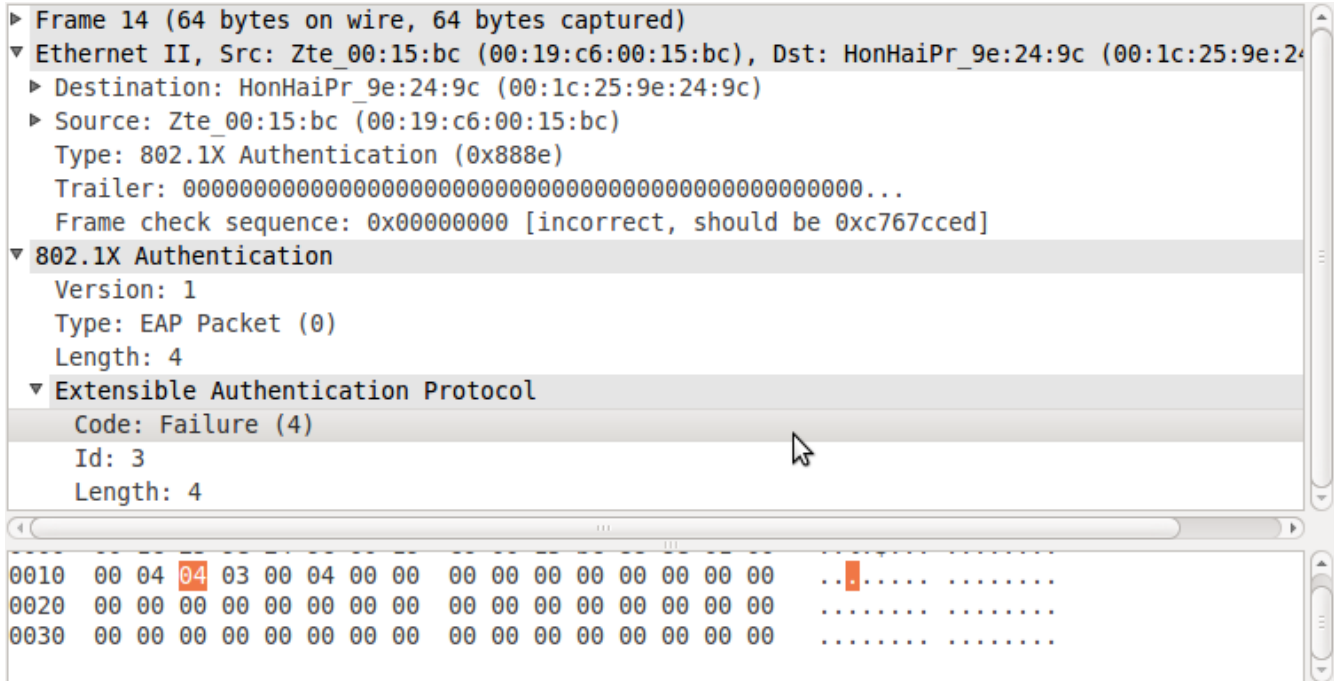 Frame 14 (64 bytes on wire, 64 bytes captured)
Ethernet II, Src: Zte_00:15:bc (00:19:c6:00:15:bc), Dst: HonHaiPr_9e:24:9c (00:1c:25:9e:24
Destination: HonHaiPr_9e:24:9c (00:1c:25:9e:24:9c)
Source: Zte_00:15:bc (00:19:c6:00:15:bc)
Type: 802.1X Authentication (0x888e)
Trailer: 000000000000000000000000000000000000000000000000...
Frame check sequence: 0x00000000 [incorrect, should be 0xc767cced]
802.1X Authentication
Version: 1
Type: EAP Packet (0)
Length: 4
Extensible Authentication Protocol
Code: Failure (4)
Id: 3
Length: 4
0010 00 04 04 03 00 04 00 00 00 00 00 00 00 00 00 00 ........ ........
0020 00 00 00 00 00 00 00 00 00 00 00 00 00 00 00 00 ........ ........
0030 00 00 00 00 00 00 00 00 00 00 00 00 00 00 00 00 ........ ........